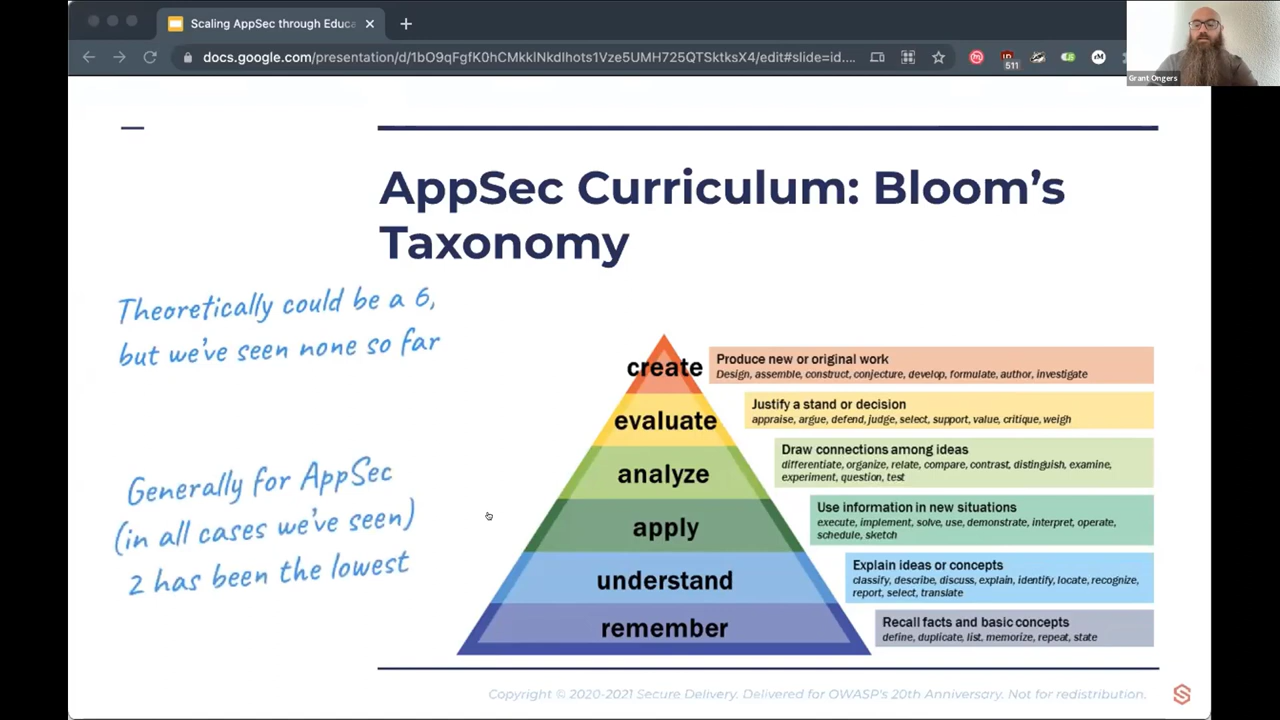 Scaling AppSec through Educa
docs.google.com/presentation/d/1bO9qFgfK0hCMkklNkdIhots1Vze5UMH725QTSktksX4/edit#slide=id....
511
Grant Ongers
AppSec Curriculum: Bloom's
Taxonomy
Theoretically could be a 6,
but we've seen none so far
Generally for AppSec
(in all cases we've seen)
2 has been the lowest
create
Produce new or original work
Design, assemble, construct, conjecture, develop, formulate, author, investigate
evaluate
Justify a stand or decision
appraise, argue, defend, judge, select, support, value, critique, weigh
analyze
Draw connections among ideas
differentiate, organize, relate, compare, contrast, distinguish, examine,
experiment, question, test
apply
Use information in new situations
execute, implement, solve, use, demonstrate, interpret, operate,
schedule, sketch
understand
Explain ideas or concepts
classify, describe, discuss, explain, identify, locate, recognize,
report, select, translate
remember
Recall facts and basic concepts
define, duplicate, list, memorize, repeat, state
Copyright © 2020-2021 Secure Delivery. Delivered for OWASP's 20th Anniversary. Not for redistribution.